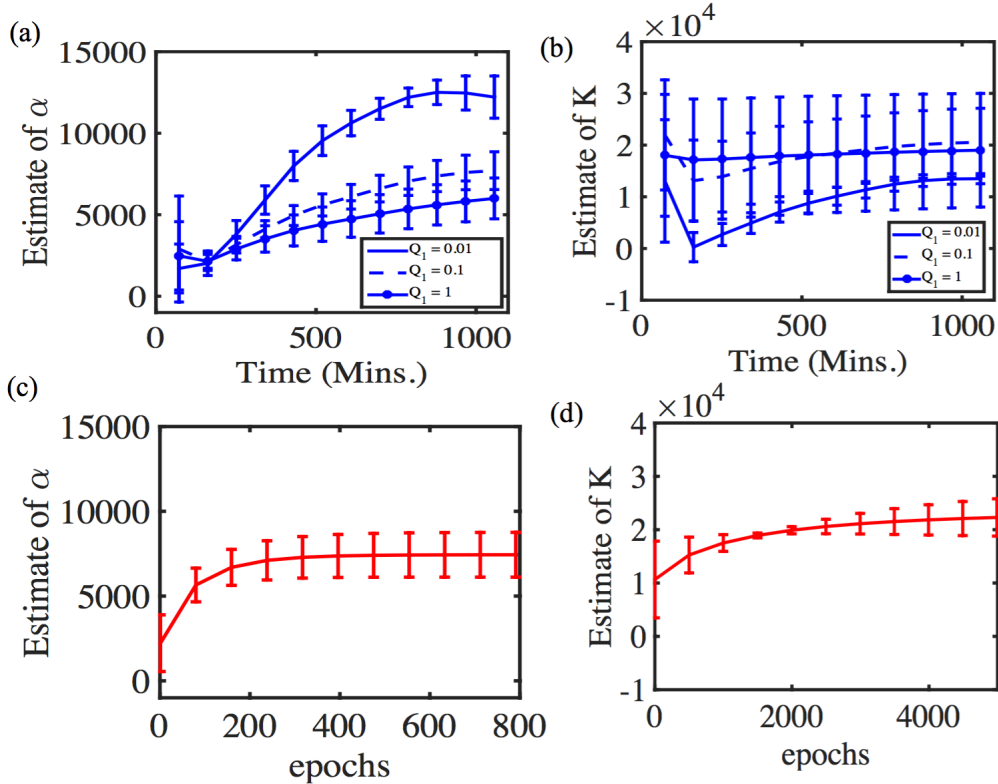 (a)
15000
10000
5000
0
Estimate of α
Q₁ = 0.01
Q₁ = 0.1
Q₁ = 1
0 500 1000
Time (Mins.)
(b)
×10⁴
4
3
2
1
0
-1
Estimate of K
Q₁ = 0.01
Q₁ = 0.1
Q₁ = 1
0 500 1000
Time (Mins.)
(c)
15000
10000
5000
0
Estimate of α
0 200 400 600 800
epochs
(d)
×10⁴
4
3
2
1
0
-1
Estimate of K
0 2000 4000
epochs